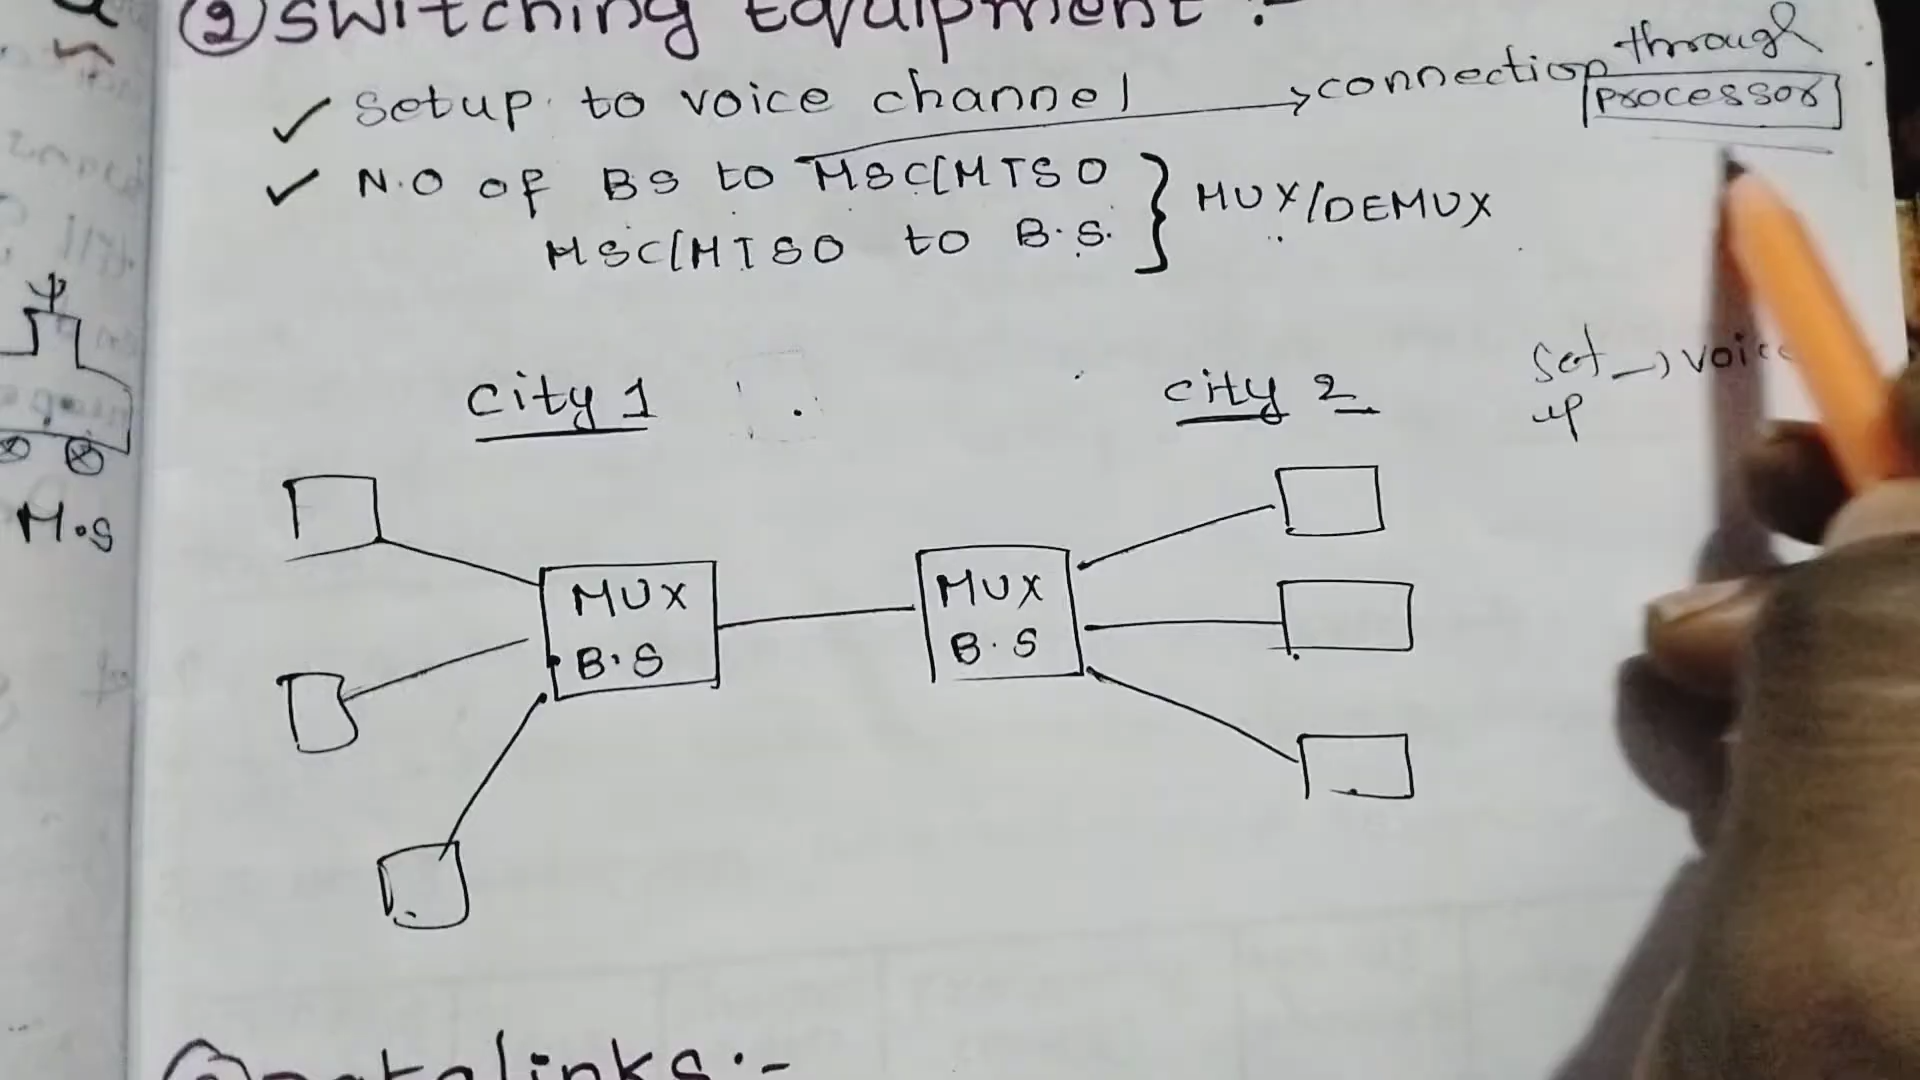 ② Switching Equipment :-
✓ Setup to voice channel → connection through processor
✓ N.O of BS to MSC/MTSO } MUX/DEMUX
MSC/MTSO to B.S.
Set up → voice
city 1
city 2
M.S
MUX
B.S
MUX
B.S
Datalinks :-